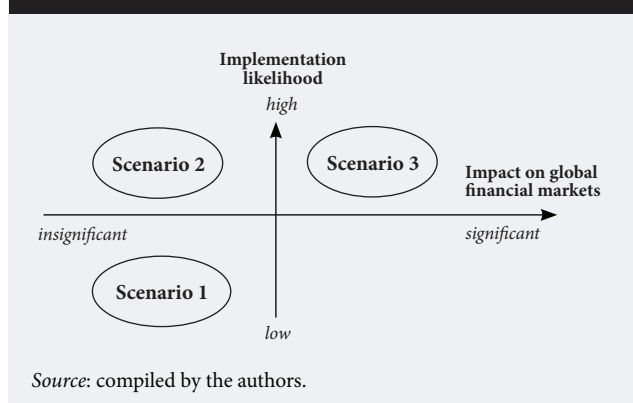 Implementation
likelihood
high
Scenario 2
Scenario 3
Impact on global
financial markets
insignificant
significant
Scenario 1
low
Source: compiled by the authors.